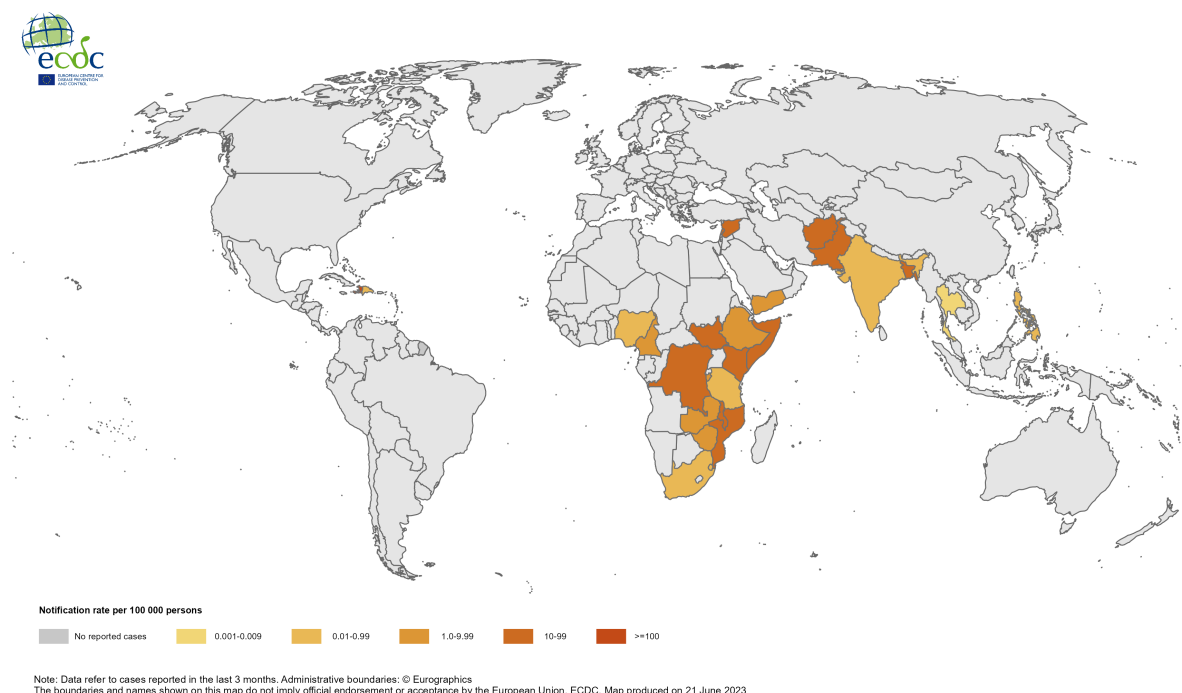 ecdc
EUROPEAN CENTRE FOR
DISEASE PREVENTION
AND CONTROL
Notification rate per 100 000 persons
No reported cases
0.001-0.009
0.01-0.99
1.0-9.99
10-99
>=100
Note: Data refer to cases reported in the last 3 months. Administrative boundaries: © Eurographics
The boundaries and names shown on this map do not imply official endorsement or acceptance by the European Union. ECDC. Map produced on 21 June 2023